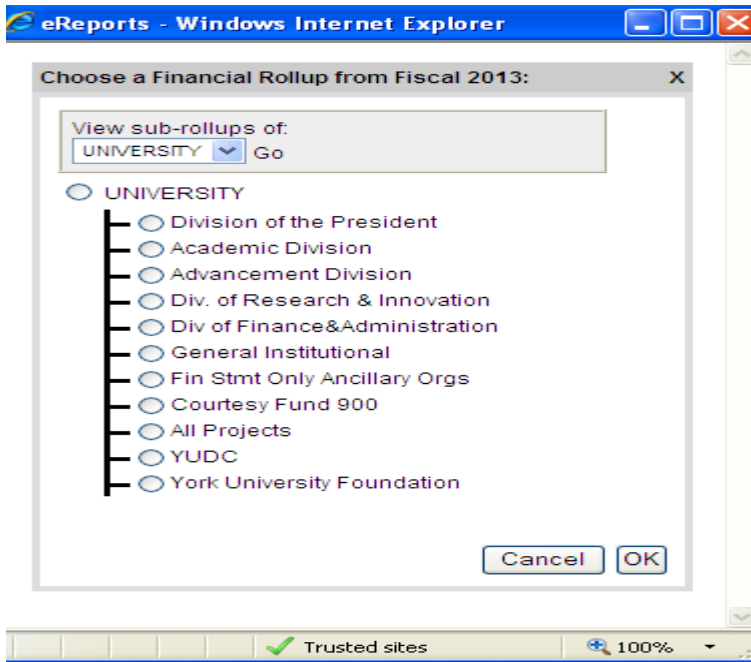 eReports - Windows Internet Explorer
Choose a Financial Rollup from Fiscal 2013: X
View sub-rollups of:
UNIVERSITY Go
UNIVERSITY
Division of the President
Academic Division
Advancement Division
Div. of Research & Innovation
Div of Finance&Administration
General Institutional
Fin Stmt Only Ancillary Orgs
Courtesy Fund 900
All Projects
YUDC
York University Foundation
Cancel OK
Trusted sites 100%